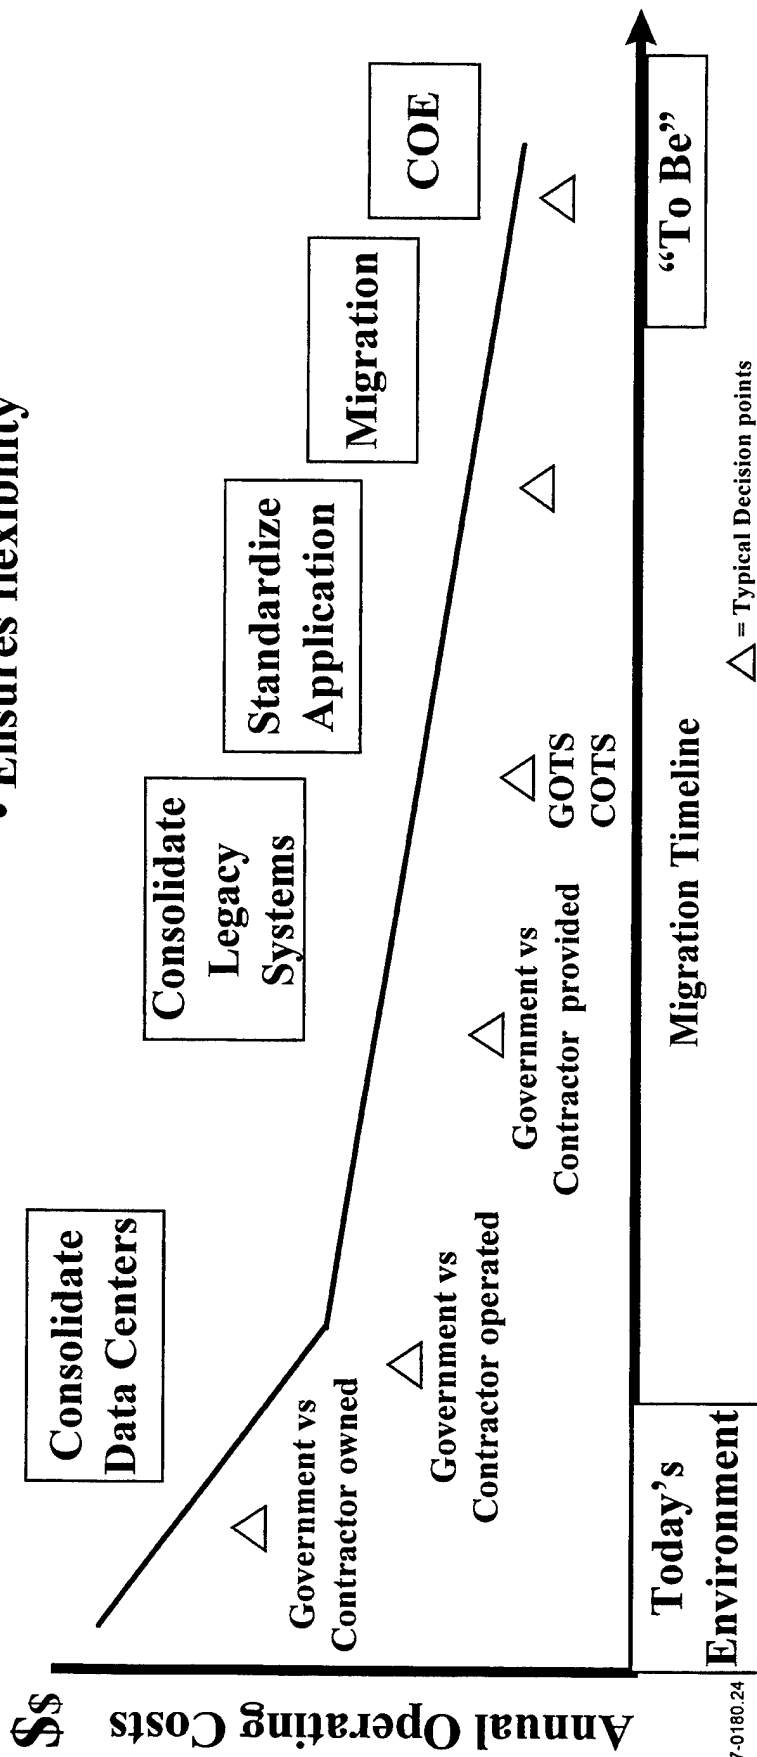 • Ensures flexibility
$s
Annual Operating Costs
Consolidate
Data Centers
Consolidate
Legacy
Systems
Standardize
Application
Migration
COE
Government vs
Contractor owned
Government vs
Contractor operated
Government vs
Contractor provided
GOTS
COTS
Today's
Environment
Migration Timeline
“To Be”
= Typical Decision points
7-0180.24